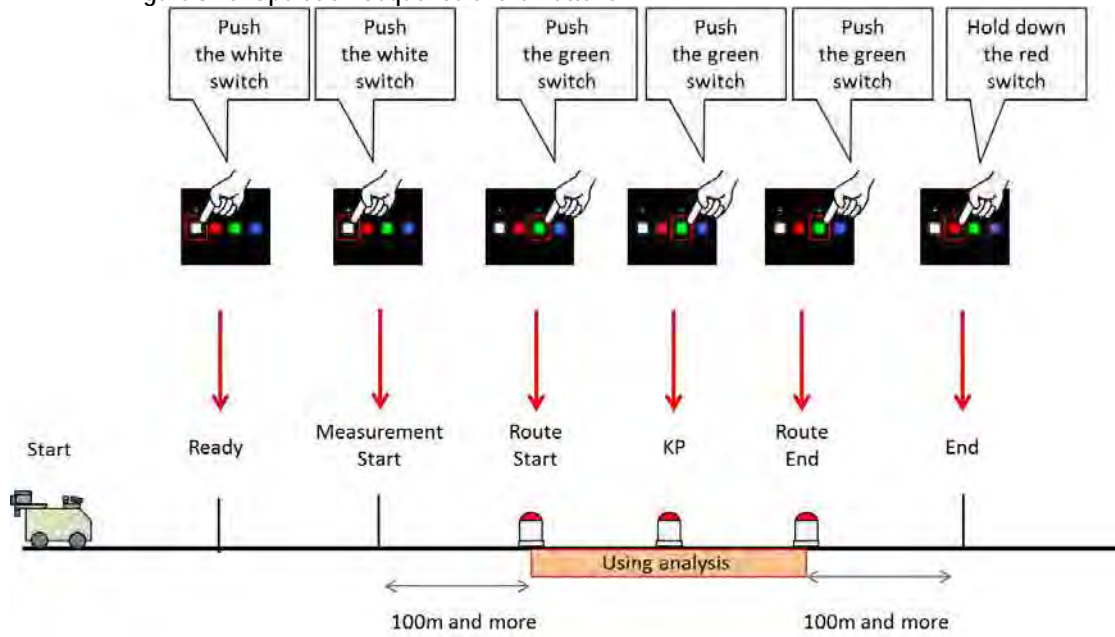 Push
the white
switch
Push
the white
switch
Push
the green
switch
Push
the green
switch
Push
the green
switch
Hold down
the red
switch
Start
Ready
Measurement
Start
Route
Start
KP
Route
End
End
Using analysis
100m and more
100m and more